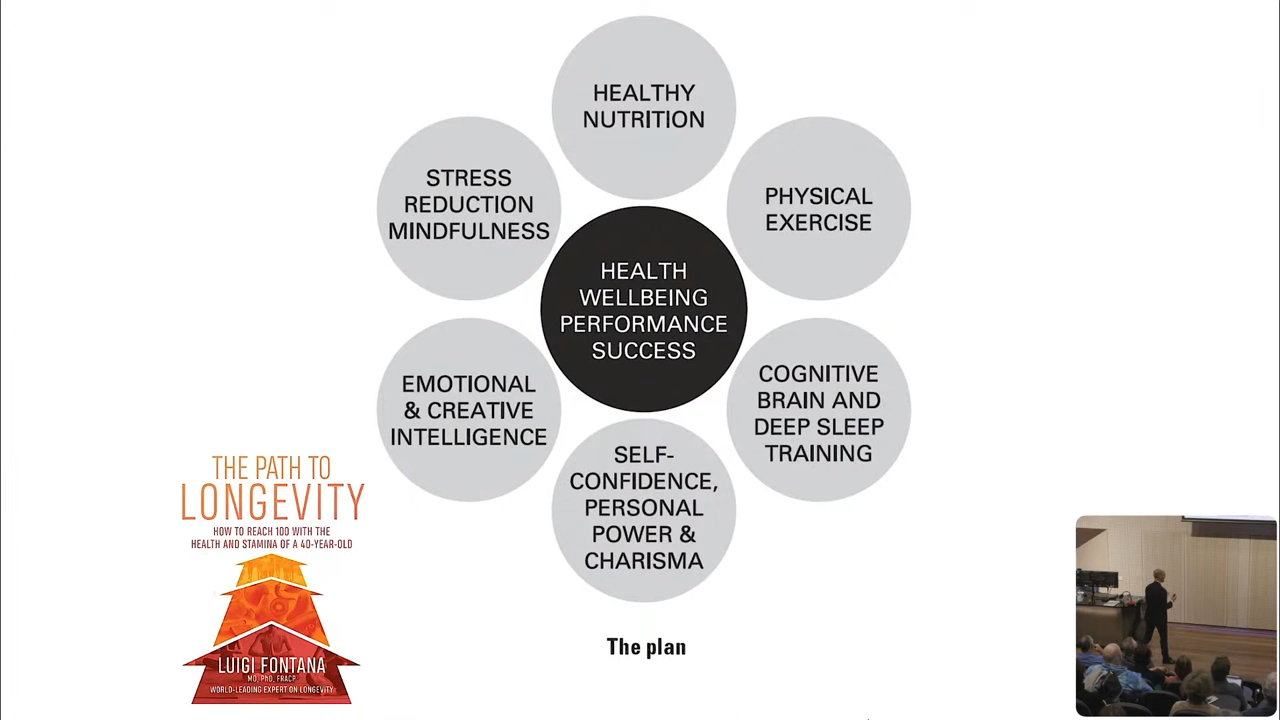 HEALTHY
NUTRITION
STRESS
REDUCTION
MINDFULNESS
PHYSICAL
EXERCISE
HEALTH
WELLBEING
PERFORMANCE
SUCCESS
EMOTIONAL
& CREATIVE
INTELLIGENCE
COGNITIVE
BRAIN AND
DEEP SLEEP
TRAINING
SELF-
CONFIDENCE,
PERSONAL
POWER &
CHARISMA
THE PATH TO
LONGEVITY
HOW TO REACH 100 WITH THE
HEALTH AND STAMINA OF A 40-YEAR-OLD
LUIGI FONTANA
MD, PhD, FRACP
WORLD-LEADING EXPERT ON LONGEVITY
The plan